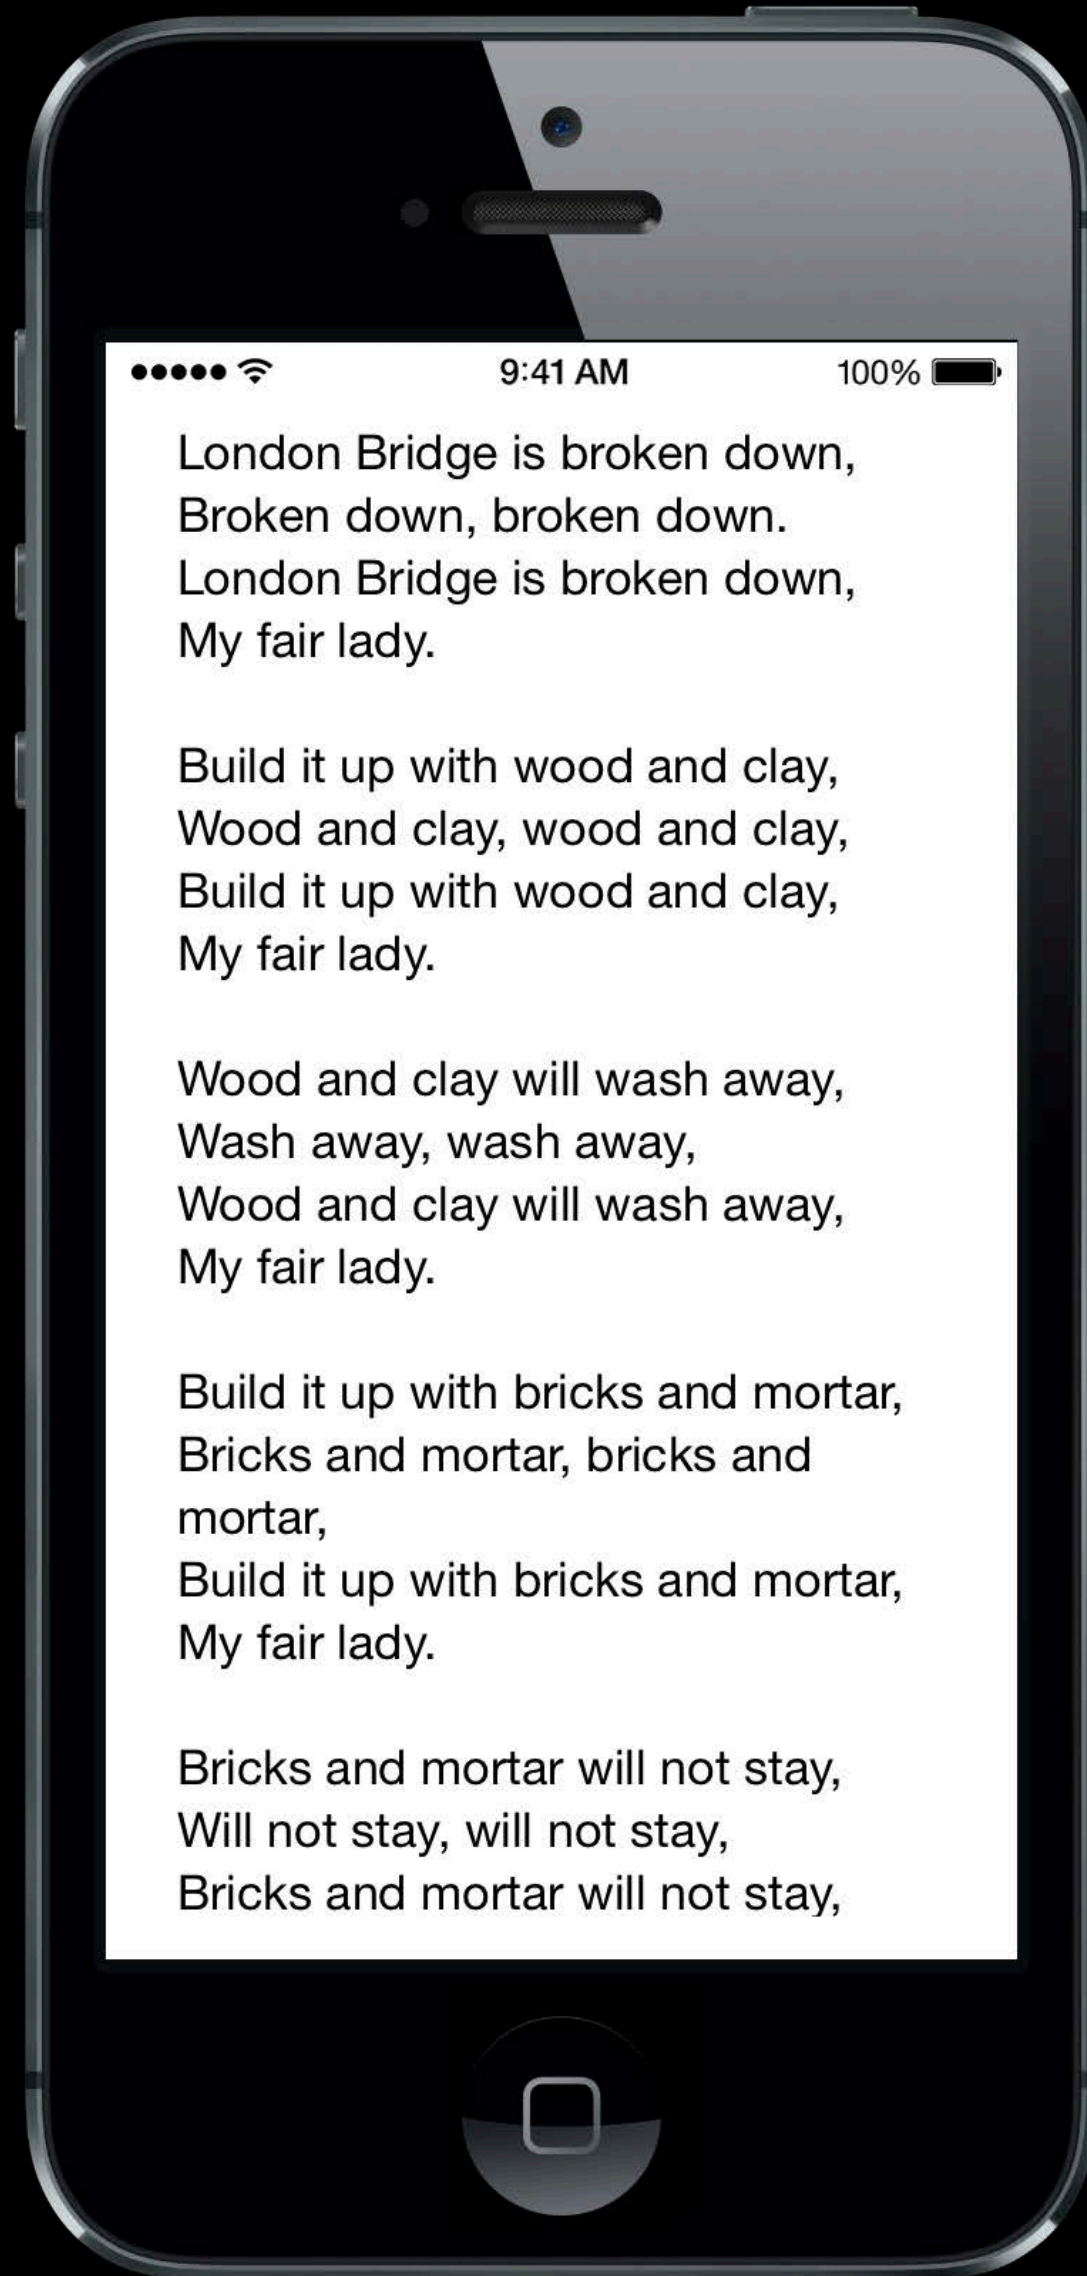 9:41 AM 100%
London Bridge is broken down,
Broken down, broken down.
London Bridge is broken down,
My fair lady.
Build it up with wood and clay,
Wood and clay, wood and clay,
Build it up with wood and clay,
My fair lady.
Wood and clay will wash away,
Wash away, wash away,
Wood and clay will wash away,
My fair lady.
Build it up with bricks and mortar,
Bricks and mortar, bricks and
mortar,
Build it up with bricks and mortar,
My fair lady.
Bricks and mortar will not stay,
Will not stay, will not stay,
Bricks and mortar will not stay,